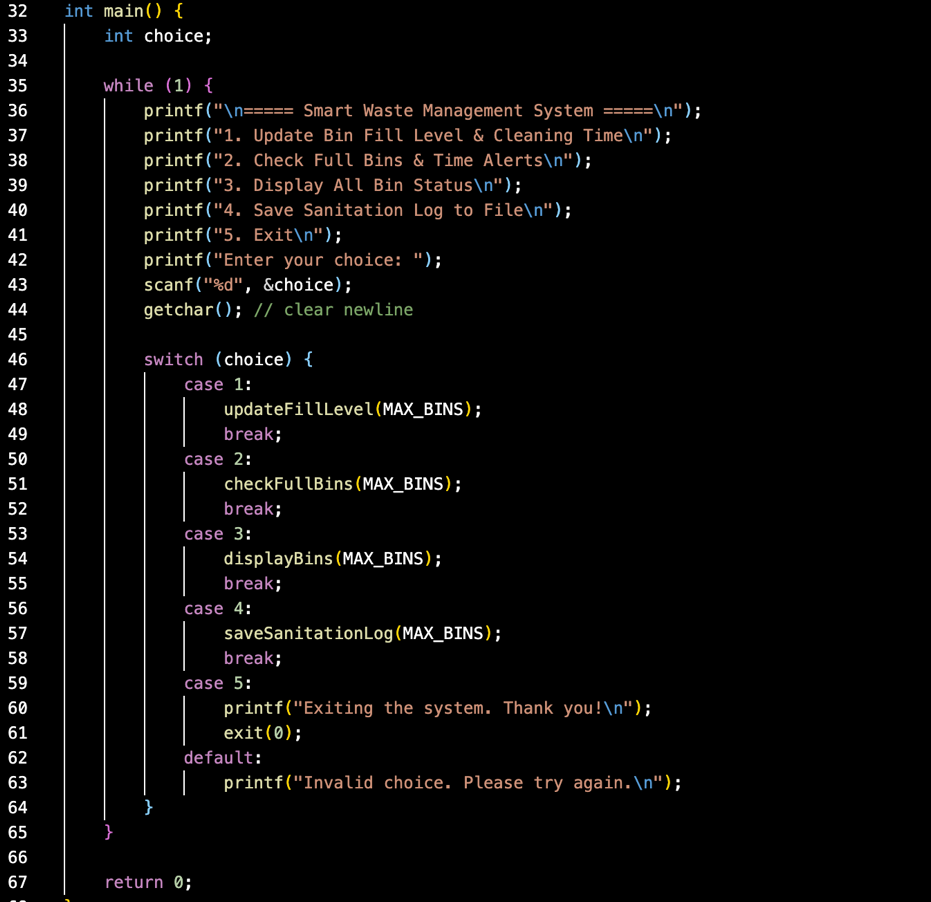 32 int main() {
33     int choice;
34
35     while (1) {
36         printf("\n===== Smart Waste Management System =====\n");
37         printf("1. Update Bin Fill Level & Cleaning Time\n");
38         printf("2. Check Full Bins & Time Alerts\n");
39         printf("3. Display All Bin Status\n");
40         printf("4. Save Sanitation Log to File\n");
41         printf("5. Exit\n");
42         printf("Enter your choice: ");
43         scanf("%d", &choice);
44         getchar(); // clear newline
45
46         switch (choice) {
47             case 1:
48                 updateFillLevel(MAX_BINS);
49                 break;
50             case 2:
51                 checkFullBins(MAX_BINS);
52                 break;
53             case 3:
54                 displayBins(MAX_BINS);
55                 break;
56             case 4:
57                 saveSanitationLog(MAX_BINS);
58                 break;
59             case 5:
60                 printf("Exiting the system. Thank you!\n");
61                 exit(0);
62             default:
63                 printf("Invalid choice. Please try again.\n");
64         }
65     }
66
67     return 0;